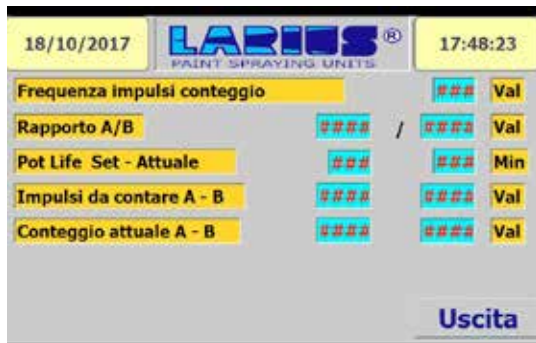 18/10/2017 LARIUS® 17:48:23
PAINT SPRAYING UNITS
Frequenza impulsi conteggio ### Val
Rapporto A/B #### / #### Val
Pot Life Set - Attuale ### ### Min
Impulsi da contare A - B #### #### Val
Conteggio attuale A - B #### #### Val
Uscita